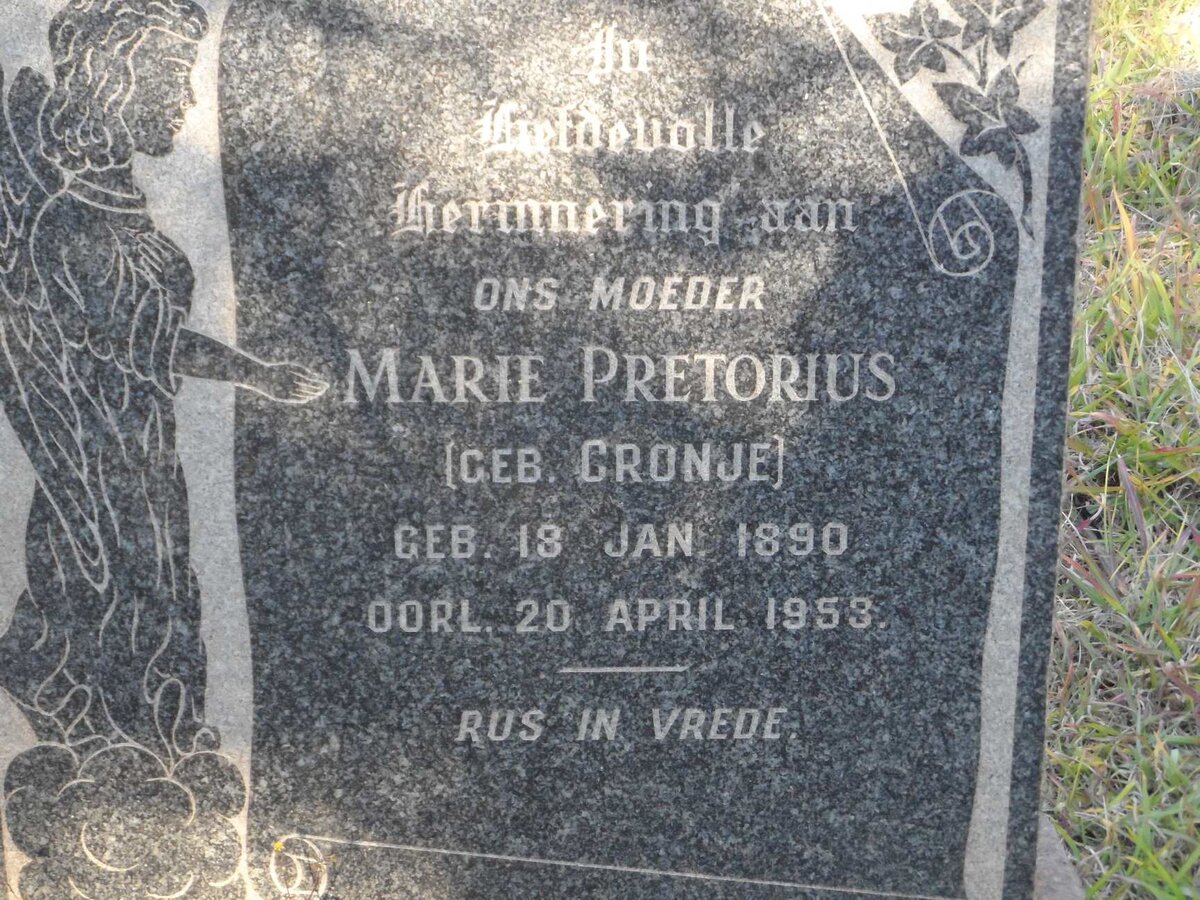 In
Liefdevolle
Herinnering aan
ONS MOEDER
MARIE PRETORIUS
[GEB. CRONJE]
GEB. 18 JAN. 1890
OORL. 20 APRIL 1953.
RUS IN VREDE.